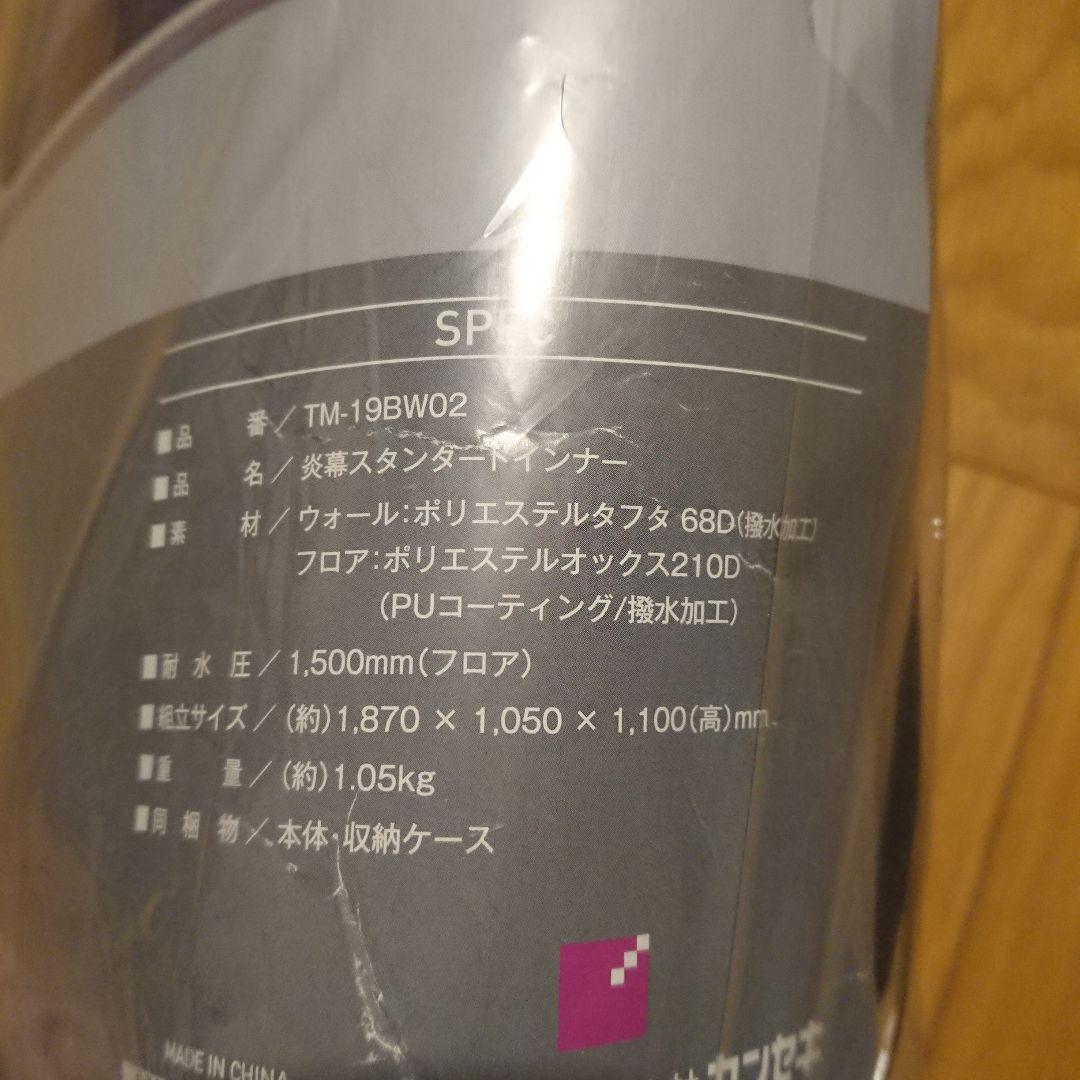 SPEC
■品番／TM-19BW02
■品名／炎幕スタンダードインナー
■素材／ウォール：ポリエステルタフタ 68D（撥水加工）
フロア：ポリエステルオックス210D
（PUコーティング/撥水加工）
■耐水圧／1,500mm（フロア）
■組立サイズ／（約）1,870 × 1,050 × 1,100（高）mm
■重量／（約）1.05kg
■同梱物／本体・収納ケース
MADE IN CHINA
カンセキ